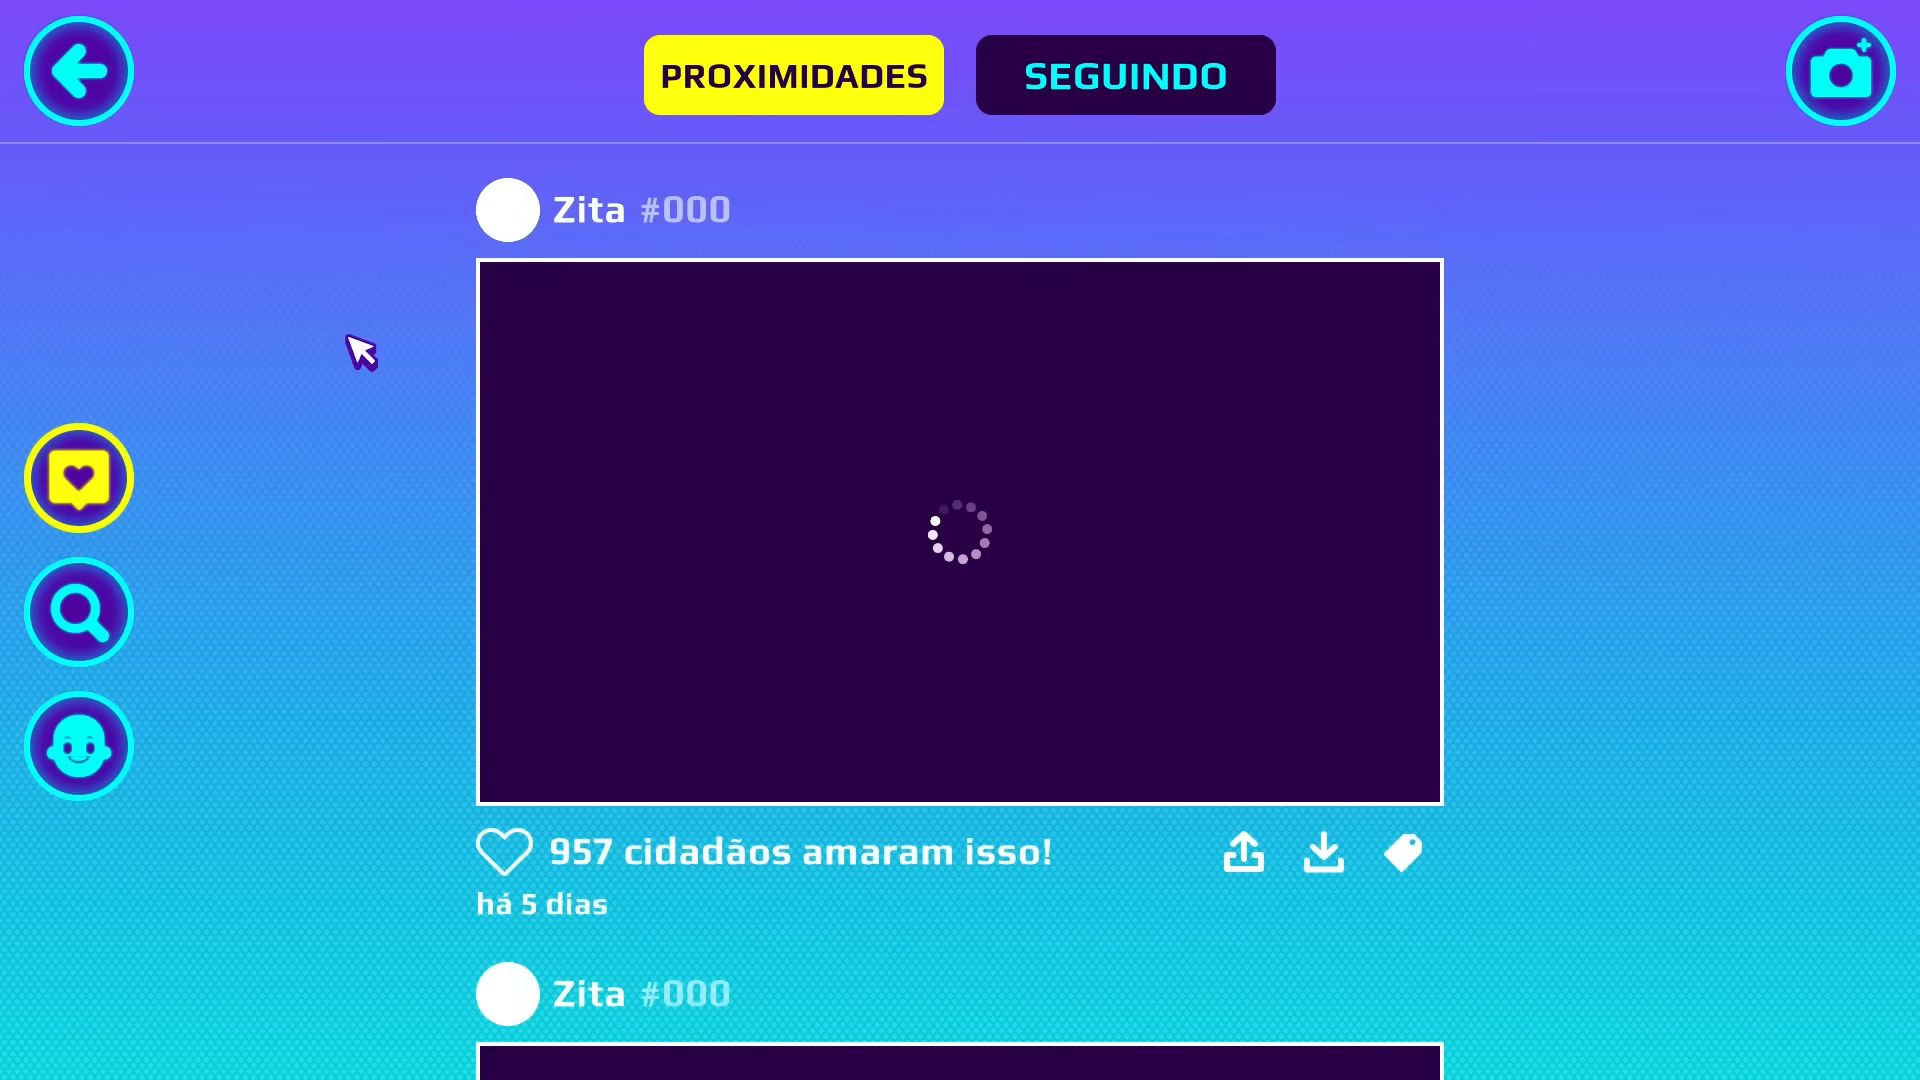 PROXIMIDADES
SEGUINDO
Zita #000
957 cidadãos amaram isso!
há 5 dias
Zita #000